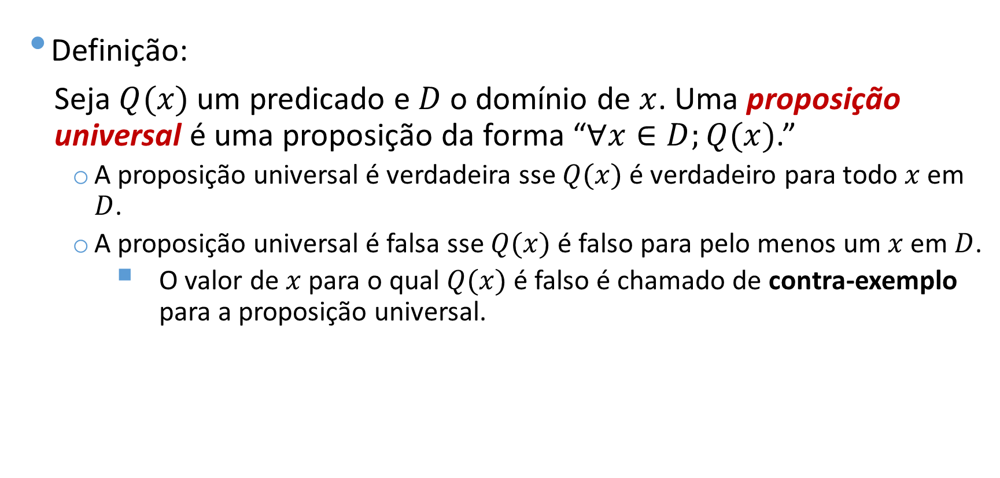 • Definição:
Seja Q(x) um predicado e D o domínio de x. Uma proposição
universal é uma proposição da forma “∀x ∈ D; Q(x).”
o A proposição universal é verdadeira sse Q(x) é verdadeiro para todo x em
D.
o A proposição universal é falsa sse Q(x) é falso para pelo menos um x em D.
▪ O valor de x para o qual Q(x) é falso é chamado de contra-exemplo
para a proposição universal.